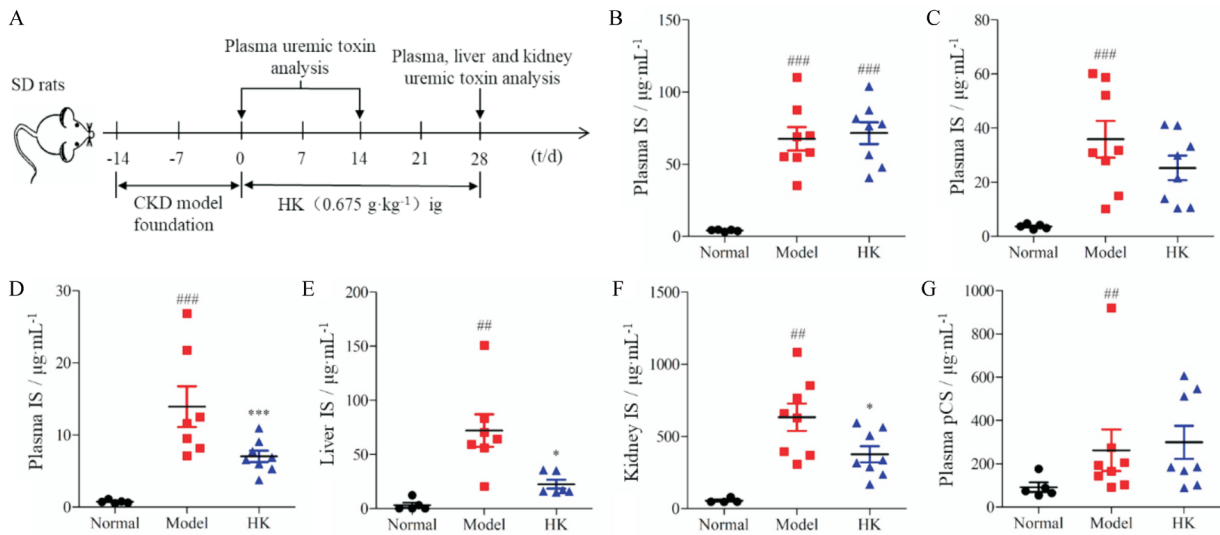 A
SD rats
Plasma uremic toxin
analysis
Plasma, liver and kidney
uremic toxin analysis
-14
-7
0
7
14
21
28
(t/d)
CKD model
foundation
HK（0.675 g·kg⁻¹）ig
B
Plasma IS / μg·mL⁻¹
150
100
50
0
###
###
Normal
Model
HK
C
Plasma IS / μg·mL⁻¹
80
60
40
20
0
###
Normal
Model
HK
D
Plasma IS / μg·mL⁻¹
30
20
10
0
###
***
Normal
Model
HK
E
Liver IS / μg·mL⁻¹
200
150
100
50
0
##
*
Normal
Model
HK
F
Kidney IS / μg·mL⁻¹
1500
1000
500
0
##
*
Normal
Model
HK
G
Plasma pCS / μg·mL⁻¹
1000
800
600
400
200
0
##
Normal
Model
HK